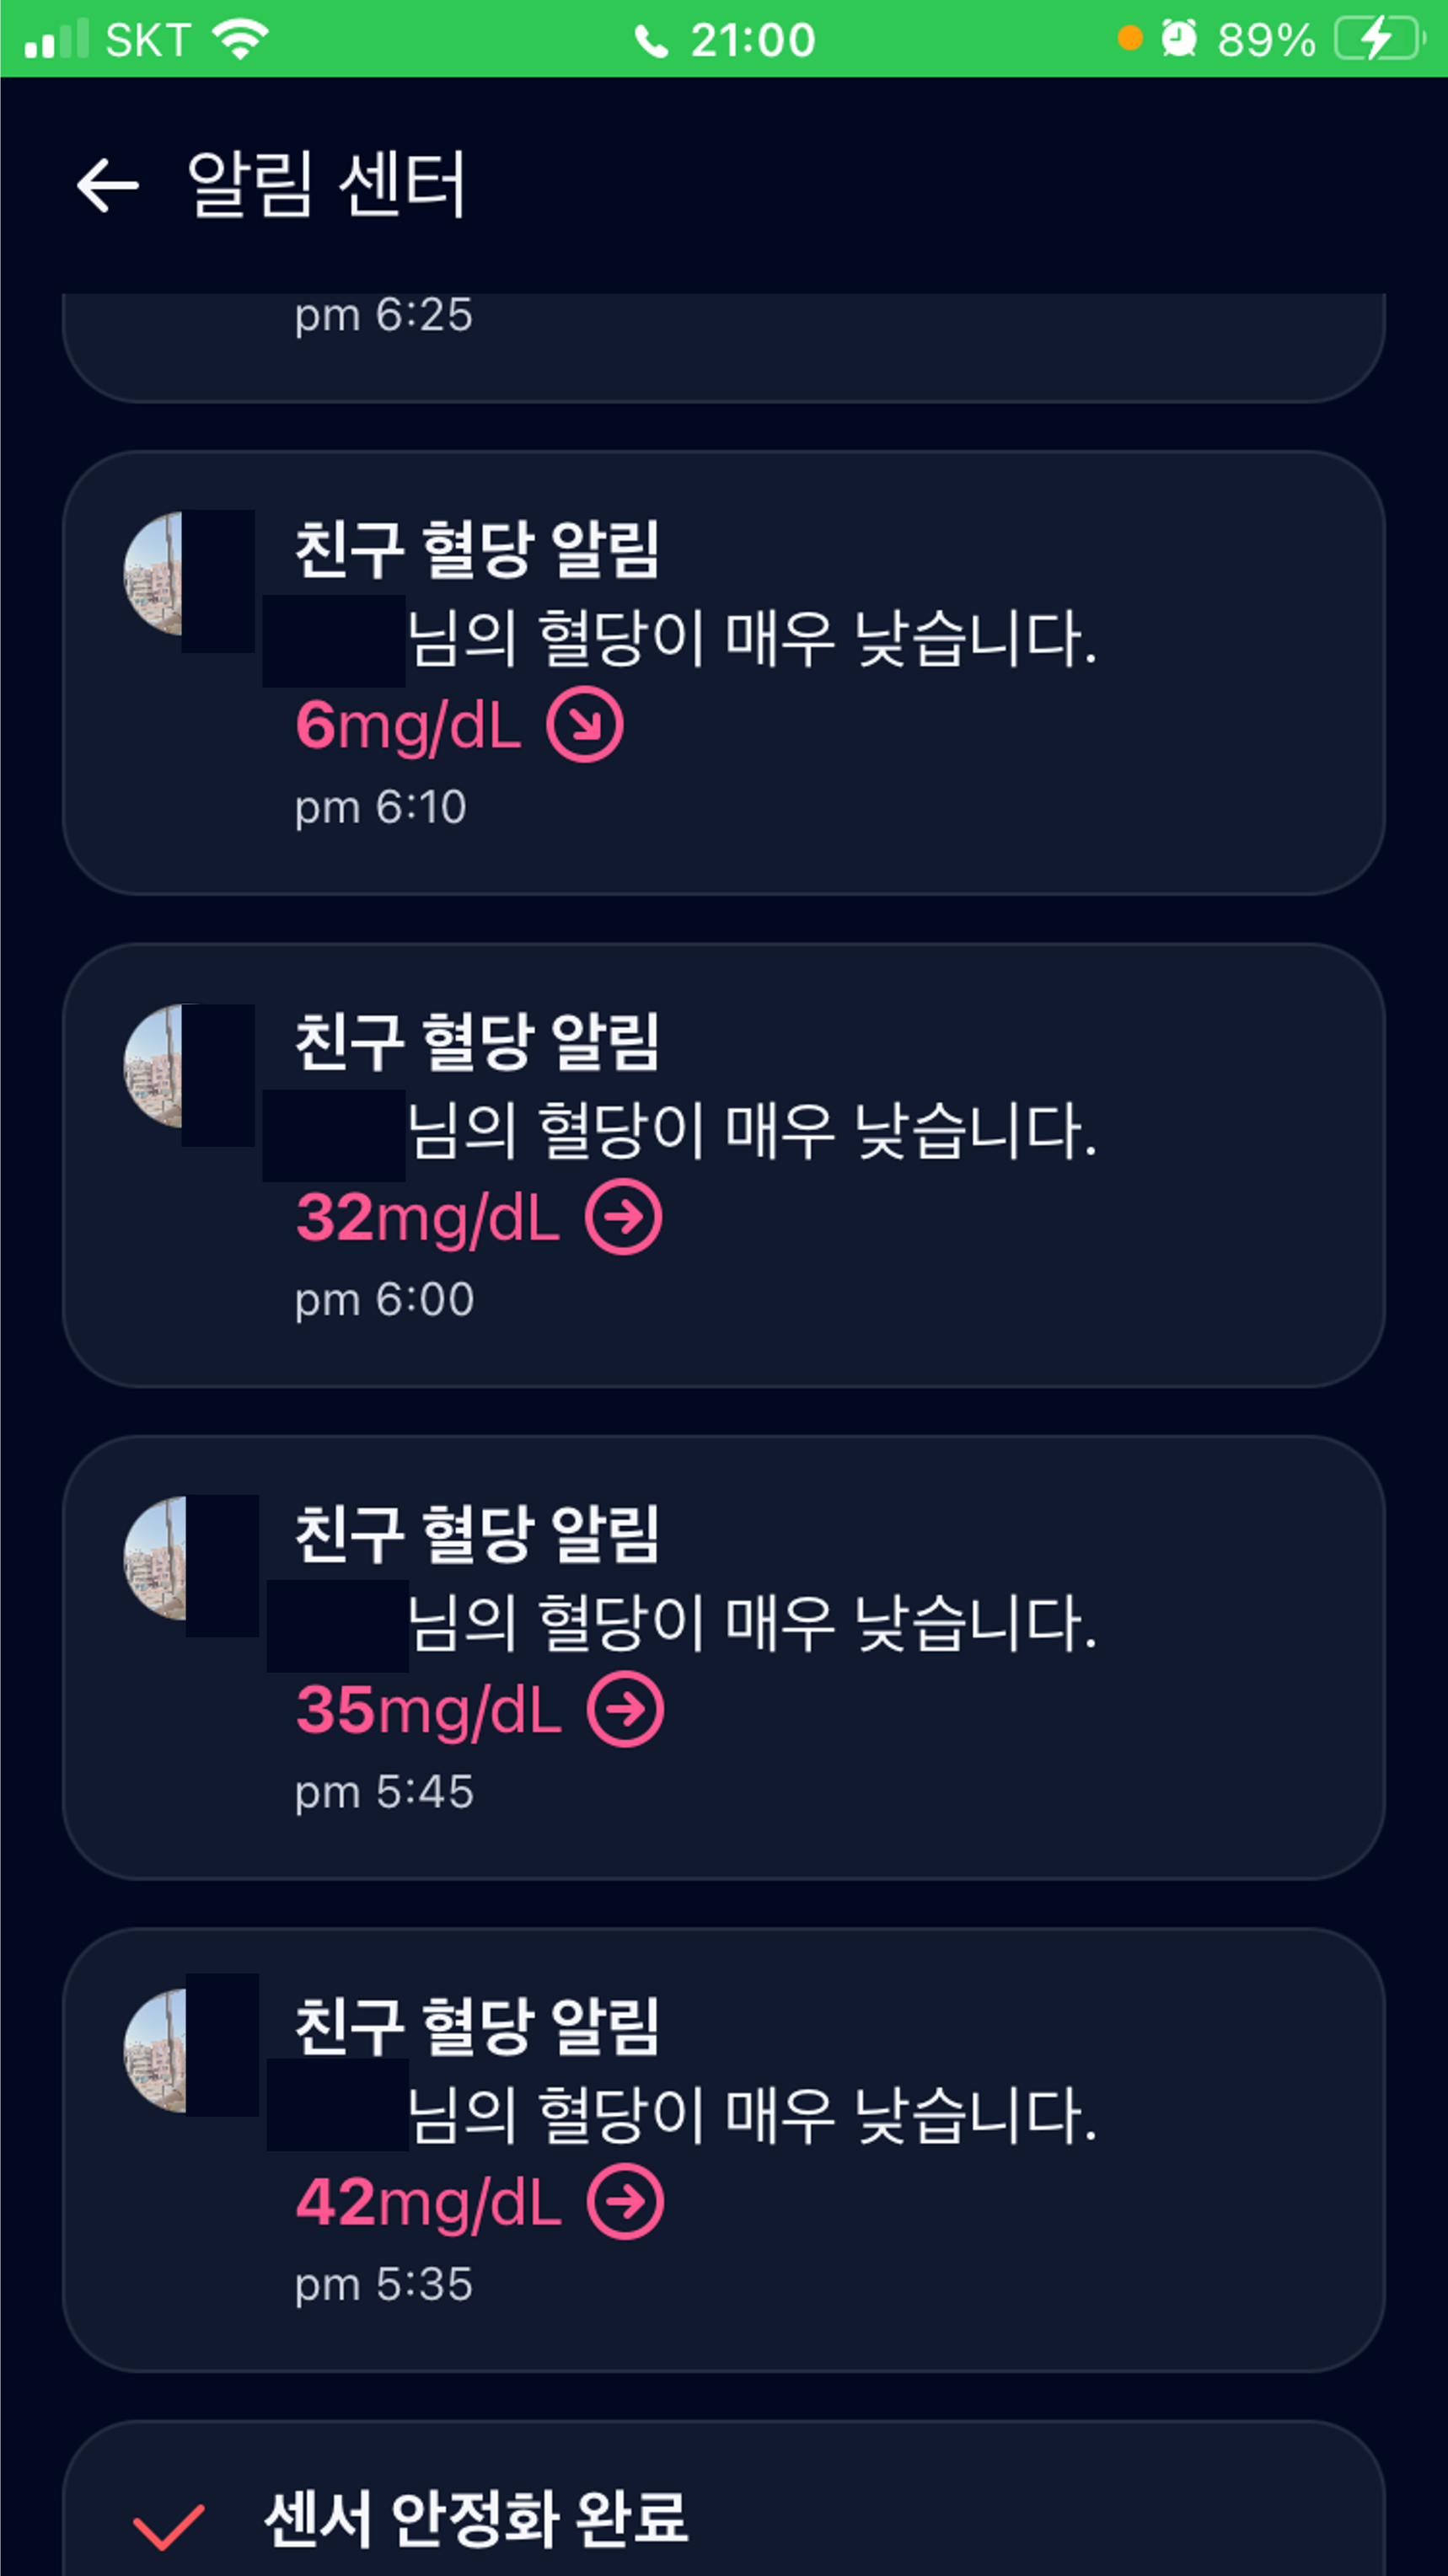 SKT 21:00 89%
알림 센터
pm 6:25
친구 혈당 알림
님의 혈당이 매우 낮습니다.
6mg/dL
pm 6:10
친구 혈당 알림
님의 혈당이 매우 낮습니다.
32mg/dL
pm 6:00
친구 혈당 알림
님의 혈당이 매우 낮습니다.
35mg/dL
pm 5:45
친구 혈당 알림
님의 혈당이 매우 낮습니다.
42mg/dL
pm 5:35
센서 안정화 완료